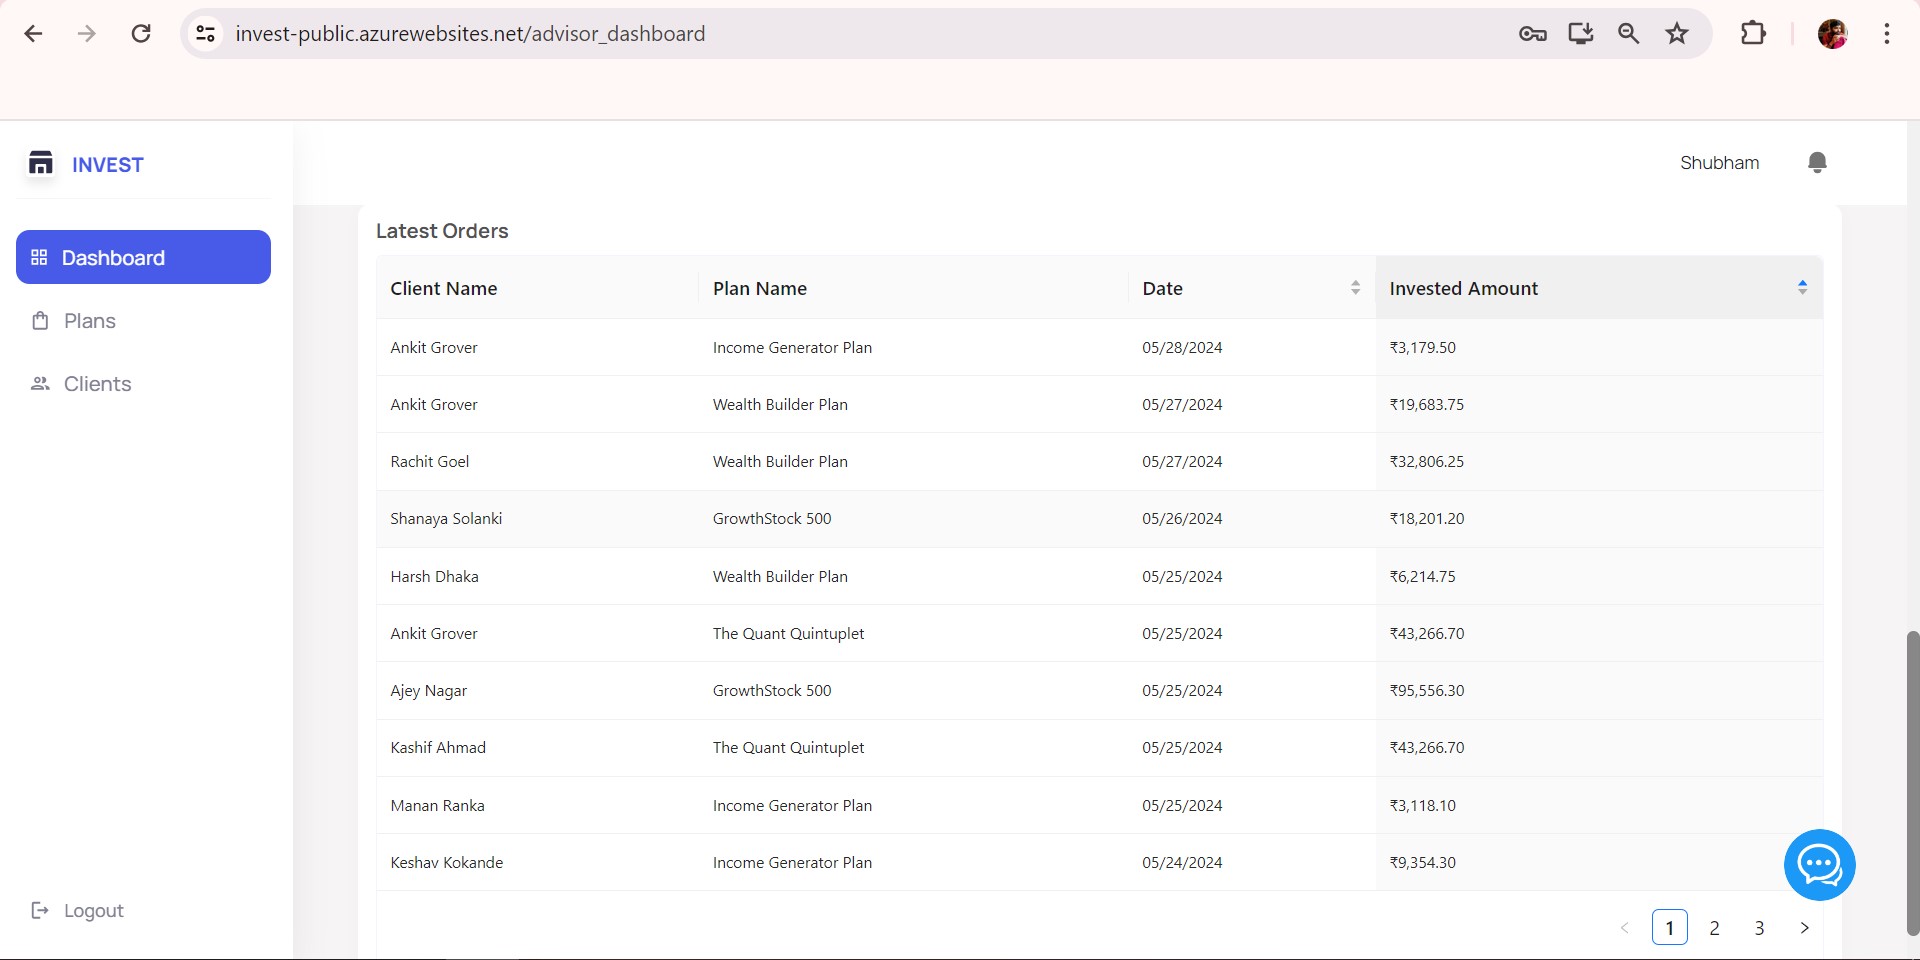 invest-public.azurewebsites.net/advisor_dashboard
INVEST
Shubham
Dashboard
Plans
Clients
Logout
Latest Orders
Client Name Plan Name Date Invested Amount
Ankit Grover Income Generator Plan 05/28/2024 ₹3,179.50
Ankit Grover Wealth Builder Plan 05/27/2024 ₹19,683.75
Rachit Goel Wealth Builder Plan 05/27/2024 ₹32,806.25
Shanaya Solanki GrowthStock 500 05/26/2024 ₹18,201.20
Harsh Dhaka Wealth Builder Plan 05/25/2024 ₹6,214.75
Ankit Grover The Quant Quintuplet 05/25/2024 ₹43,266.70
Ajey Nagar GrowthStock 500 05/25/2024 ₹95,556.30
Kashif Ahmad The Quant Quintuplet 05/25/2024 ₹43,266.70
Manan Ranka Income Generator Plan 05/25/2024 ₹3,118.10
Keshav Kokande Income Generator Plan 05/24/2024 ₹9,354.30
< 1 2 3 >